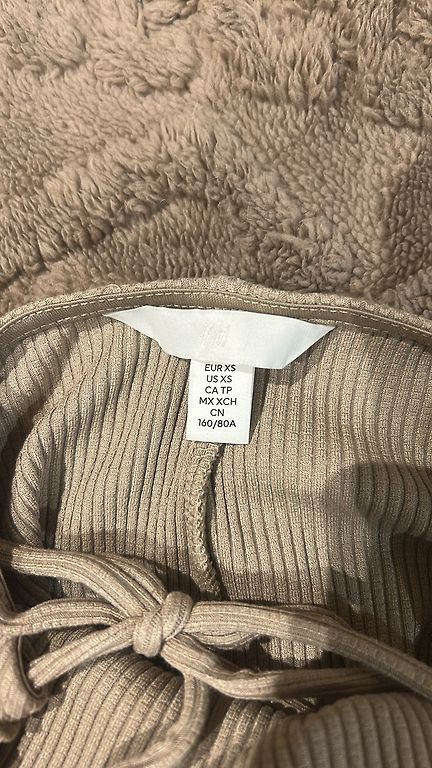 H&M
EUR XS
US XS
CA TP
MX XCH
CN
160/80A